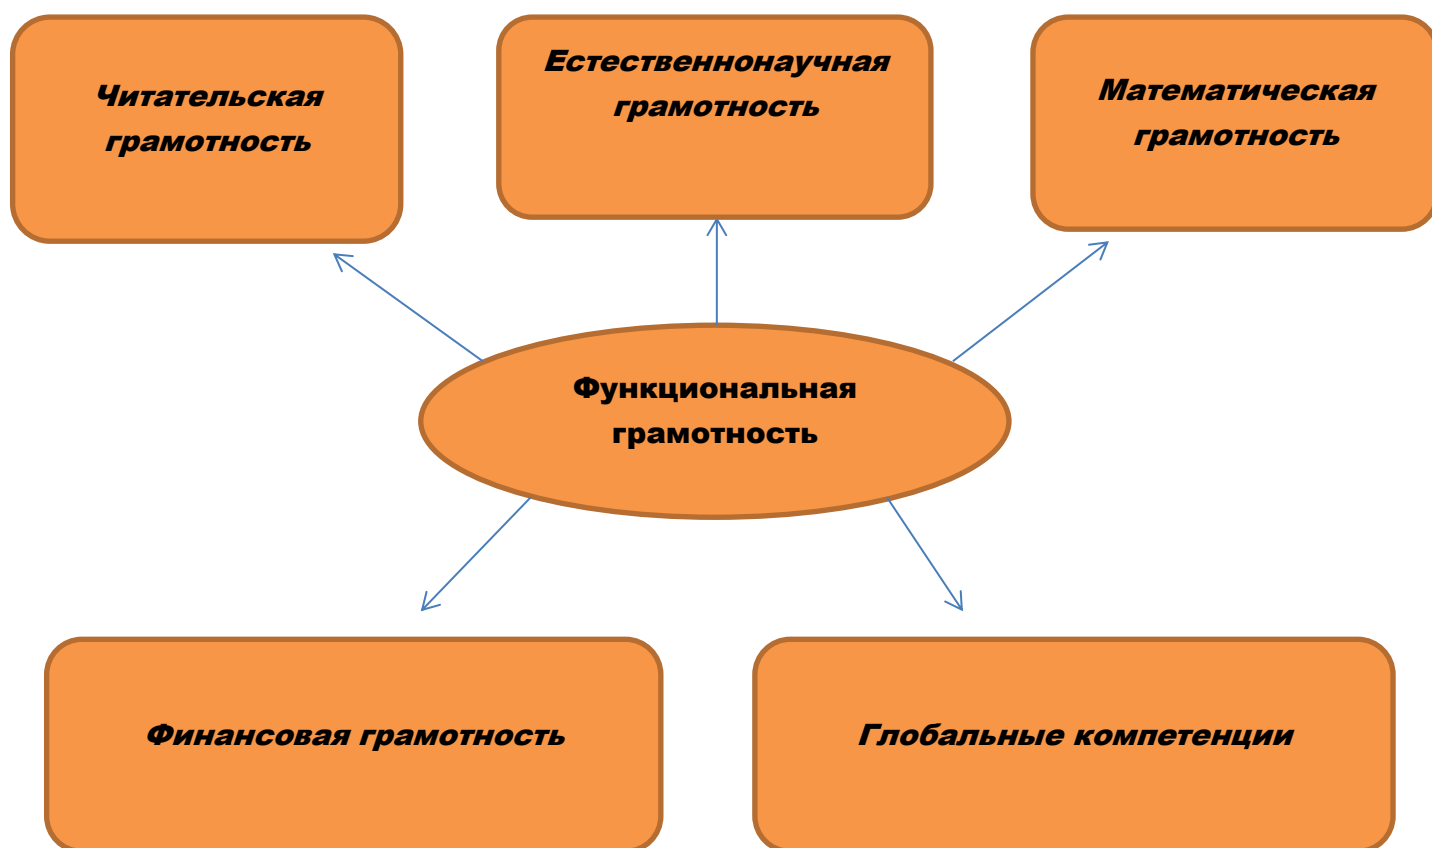 Читательская
грамотность
Естественнонаучная
грамотность
Математическая
грамотность
Функциональная
грамотность
Финансовая грамотность
Глобальные компетенции